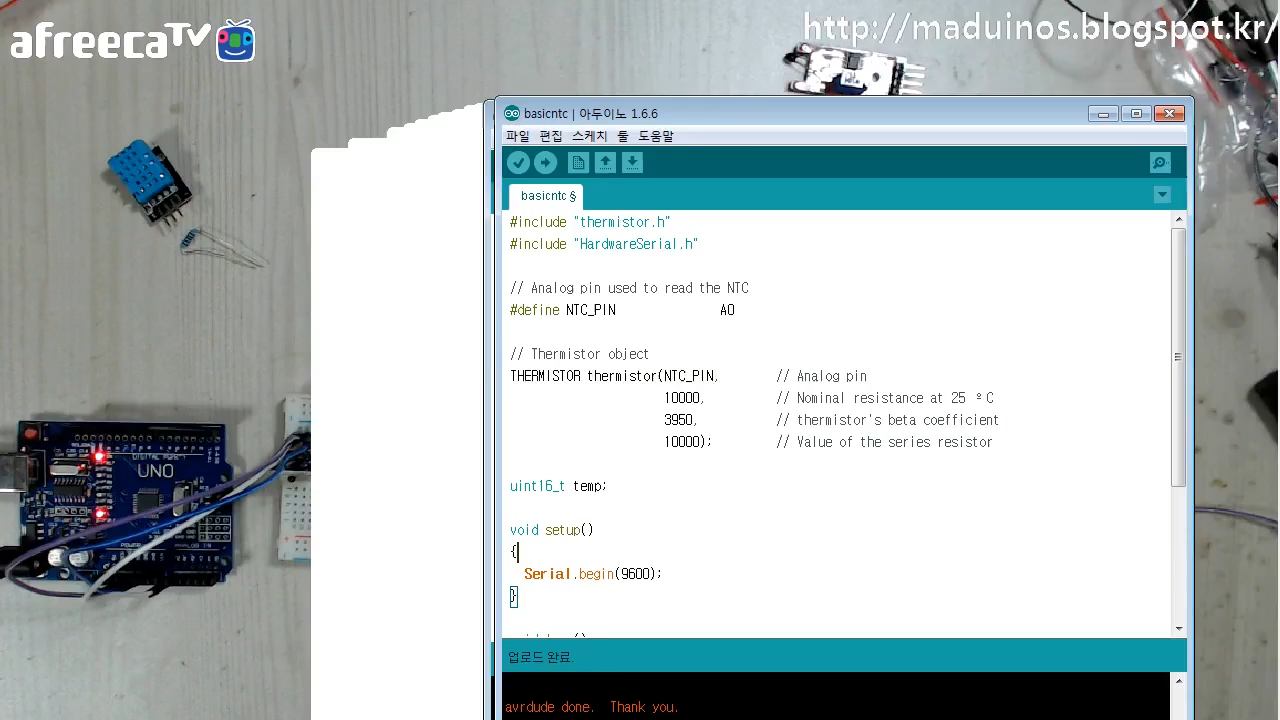 afreecaTV
http://maduinos.blogspot.kr/
basicntc | 아두이노 1.6.6
파일 편집 스케치 툴 도움말
basicntc §
#include "thermistor.h"
#include "HardwareSerial.h"
// Analog pin used to read the NTC
#define NTC_PIN A0
// Thermistor object
THERMISTOR thermistor(NTC_PIN, // Analog pin
10000, // Nominal resistance at 25 ºC
3950, // thermistor's beta coefficient
10000); // Value of the series resistor
uint16_t temp;
void setup()
{
Serial.begin(9600);
}
업로드 완료.
avrdude done. Thank you.
UNO